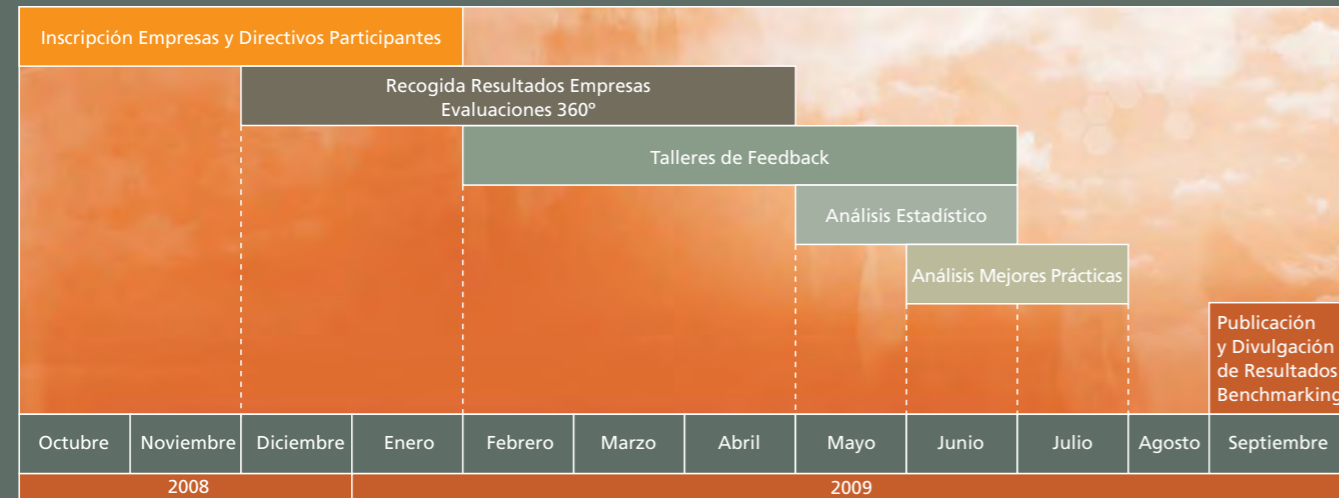 Inscripción Empresas y Directivos Participantes
Recogida Resultados Empresas
Evaluaciones 360º
Talleres de Feedback
Análisis Estadístico
Análisis Mejores Prácticas
Publicación
y Divulgación
de Resultados
Benchmarking
Octubre Noviembre Diciembre Enero Febrero Marzo Abril Mayo Junio Julio Agosto Septiembre
2008 2009